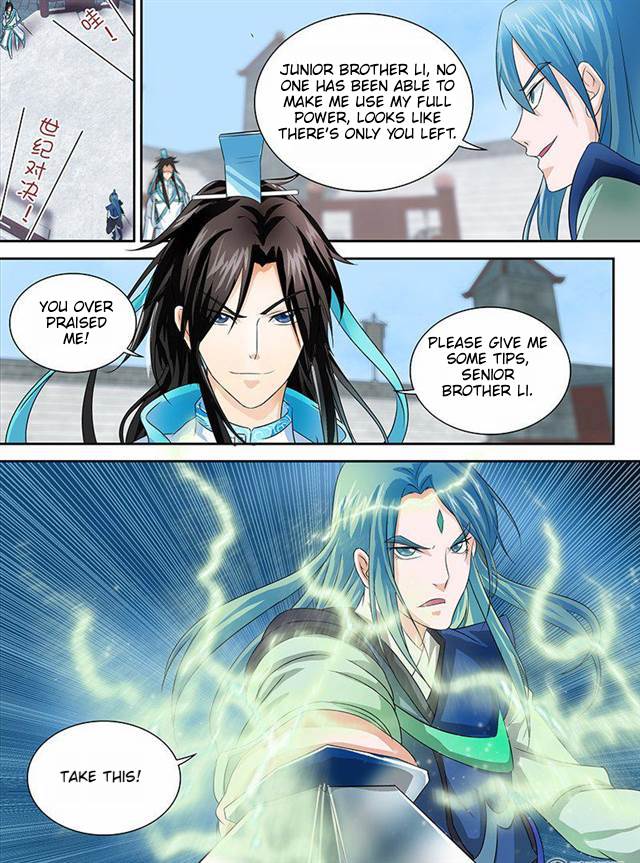 哇！
世纪对决！
JUNIOR BROTHER LI, NO
ONE HAS BEEN ABLE TO
MAKE ME USE MY FULL
POWER, LOOKS LIKE
THERE'S ONLY YOU LEFT.
YOU OVER
PRAISED
ME!
PLEASE GIVE ME
SOME TIPS,
SENIOR
BROTHER LI.
TAKE THIS!